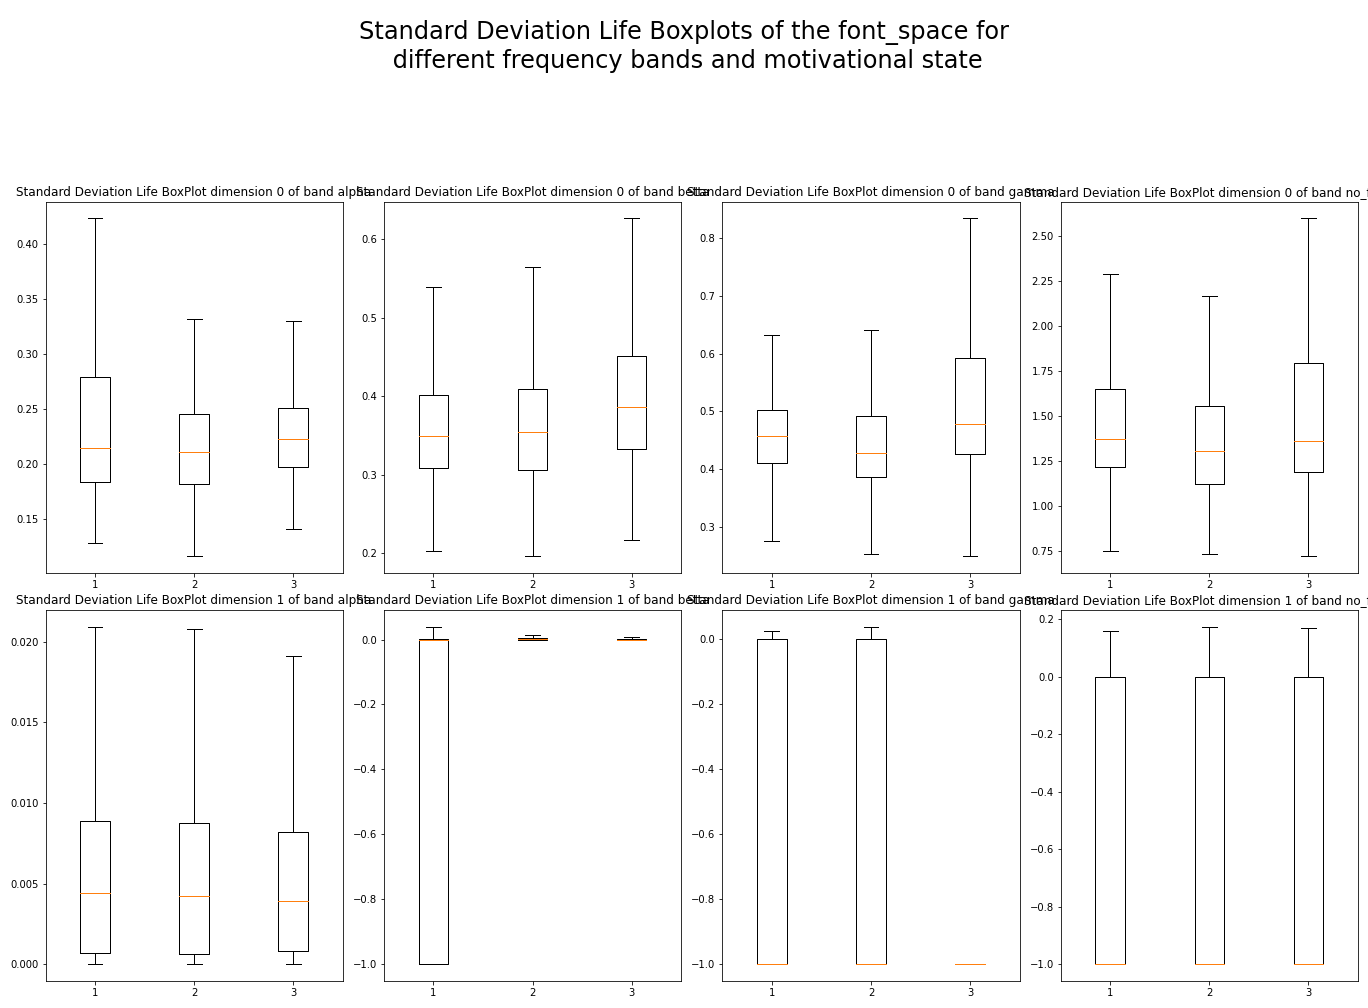 Standard Deviation Life Boxplots of the font_space for
different frequency bands and motivational state
Standard Deviation Life BoxPlot dimension 0 of band alpha
Standard Deviation Life BoxPlot dimension 0 of band betta
Standard Deviation Life BoxPlot dimension 0 of band gamma
Standard Deviation Life BoxPlot dimension 0 of band no_
0.40
0.35
0.30
0.25
0.20
0.15
1 2 3
0.6
0.5
0.4
0.3
0.2
1 2 3
0.8
0.7
0.6
0.5
0.4
0.3
1 2 3
2.50
2.25
2.00
1.75
1.50
1.25
1.00
0.75
1 2 3
Standard Deviation Life BoxPlot dimension 1 of band alpha
Standard Deviation Life BoxPlot dimension 1 of band betta
Standard Deviation Life BoxPlot dimension 1 of band gamma
Standard Deviation Life BoxPlot dimension 1 of band no_
0.020
0.015
0.010
0.005
0.000
1 2 3
0.0
−0.2
−0.4
−0.6
−0.8
−1.0
1 2 3
0.0
−0.2
−0.4
−0.6
−0.8
−1.0
1 2 3
0.2
0.0
−0.2
−0.4
−0.6
−0.8
−1.0
1 2 3